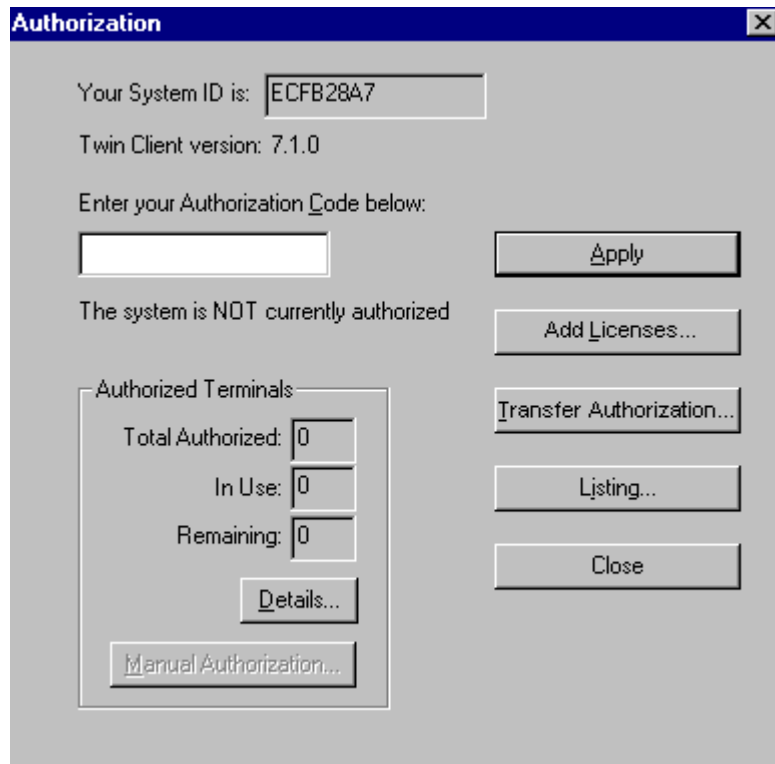 Authorization
Your System ID is: ECFB28A7
Twin Client version: 7.1.0
Enter your Authorization Code below:
Apply
The system is NOT currently authorized
Add Licenses...
Authorized Terminals
Transfer Authorization...
Total Authorized: 0
In Use: 0
Listing...
Remaining: 0
Close
Details...
Manual Authorization...